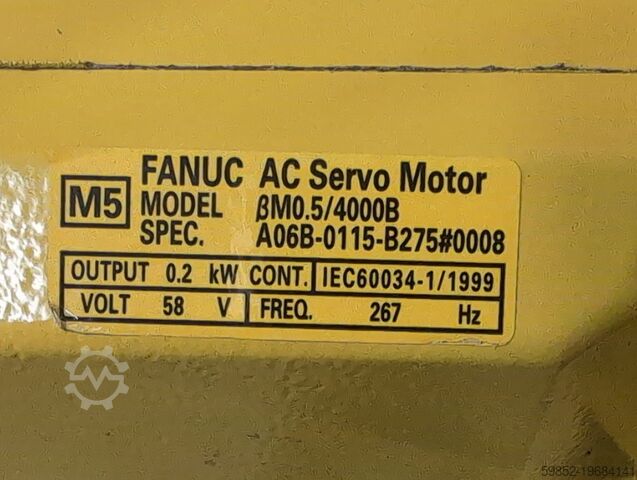 M5
FANUC AC Servo Motor
MODEL βM0.5/4000B
SPEC. A06B-0115-B275#0008
OUTPUT 0.2 kW CONT. IEC60034-1/1999
VOLT 58 V FREQ. 267 Hz
59852-19684141